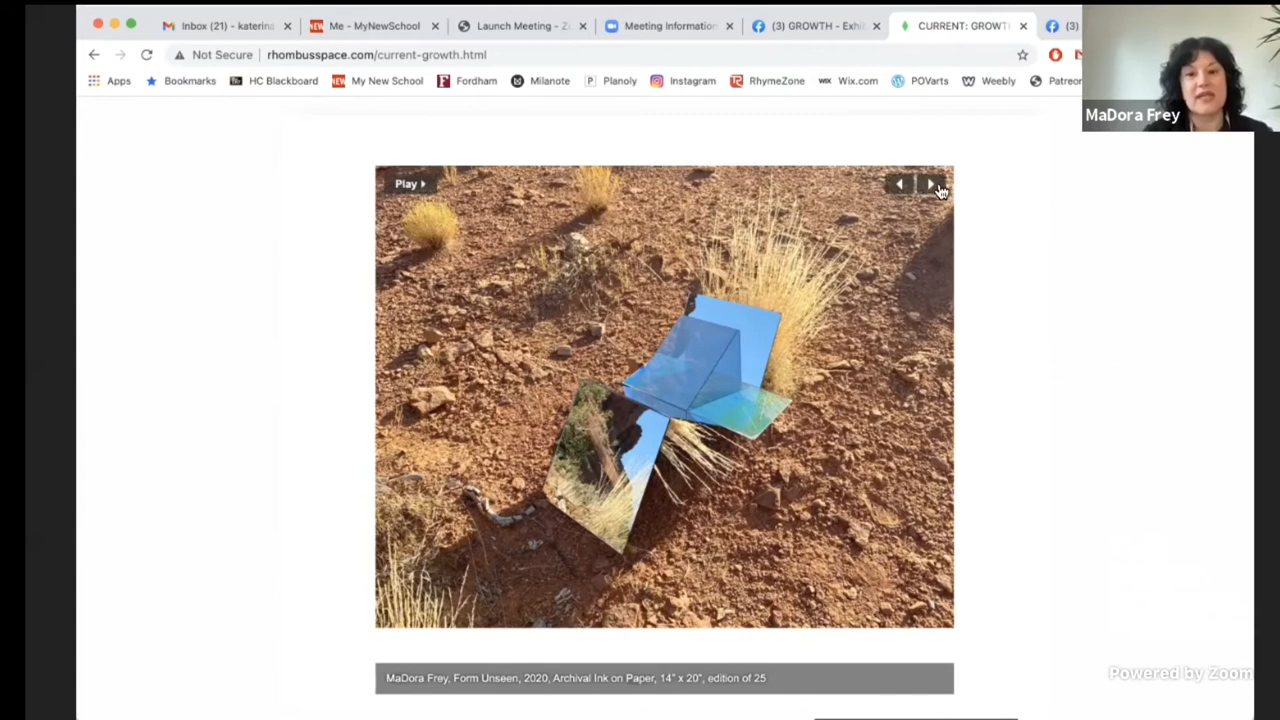 Inbox (21) - katerin
Me - MyNewSchool
Launch Meeting - Z
Meeting Information
(3) GROWTH - Exhi
CURRENT: GROWT
(3)
Not Secure
rhombusspace.com/current-growth.html
Apps
Bookmarks
HC Blackboard
NEW
My New School
Fordham
Milanote
Planoly
Instagram
RhymeZone
WIX
Wix.com
POVarts
Weebly
Patreo
MaDora Frey
Play
MaDora Frey, Form Unseen, 2020, Archival Ink on Paper, 14" x 20", edition of 25
Powered by Zoom